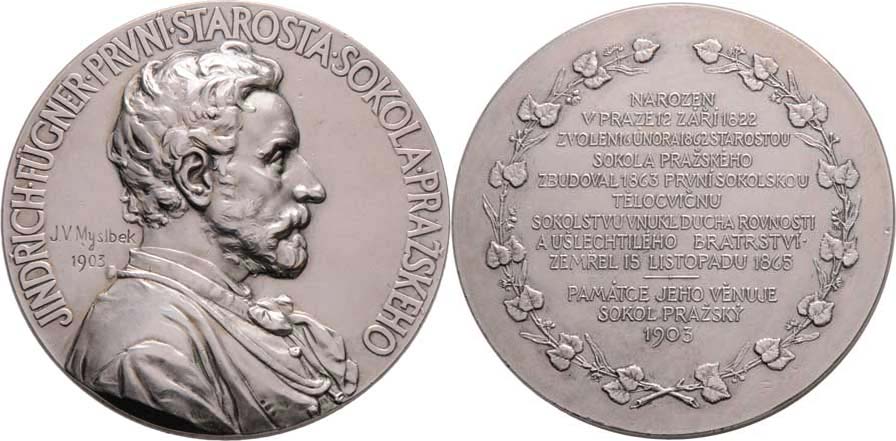 JINDŘICH·FÜGNER·PRVNÍ·STAROSTA·SOKOLA·PRAŽSKÉHO
J.V. Myslbek
1903
NAROZEN
V PRAZE 12 ZÁŘÍ 1822
ZVOLEN 16 ÚNORA 1862 STAROSTOU
SOKOLA PRAŽSKÉHO
ZBUDOVAL 1863 PRVNÍ SOKOLSKOU
TĚLOCVIČNU
SOKOLSTVU VNUKL DUCHA ROVNOSTI
A UŠLECHTILÉHO BRATRSTVÍ·
ZEMŘEL 15 LISTOPADU 1865
PAMÁTCE JEHO VĚNUJE
SOKOL PRAŽSKÝ
1903